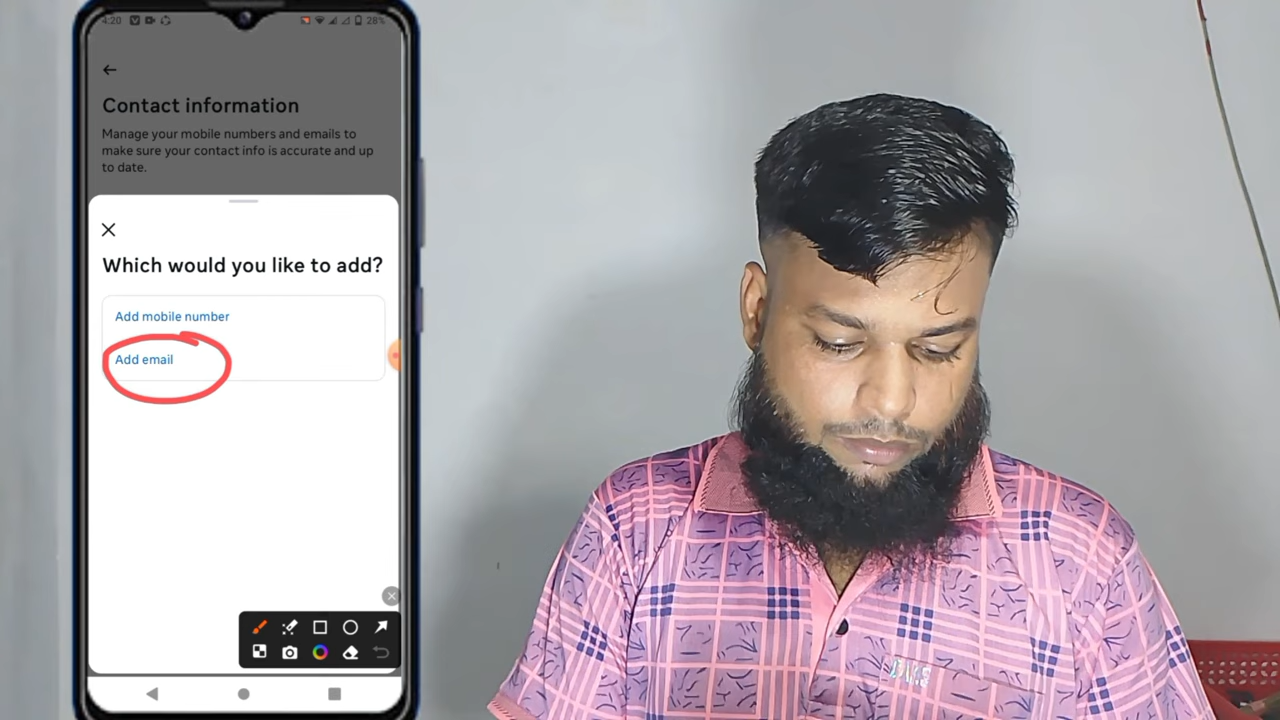 4:20
28%
Contact information
Manage your mobile numbers and emails to
make sure your contact info is accurate and up
to date.
Which would you like to add?
Add mobile number
Add email